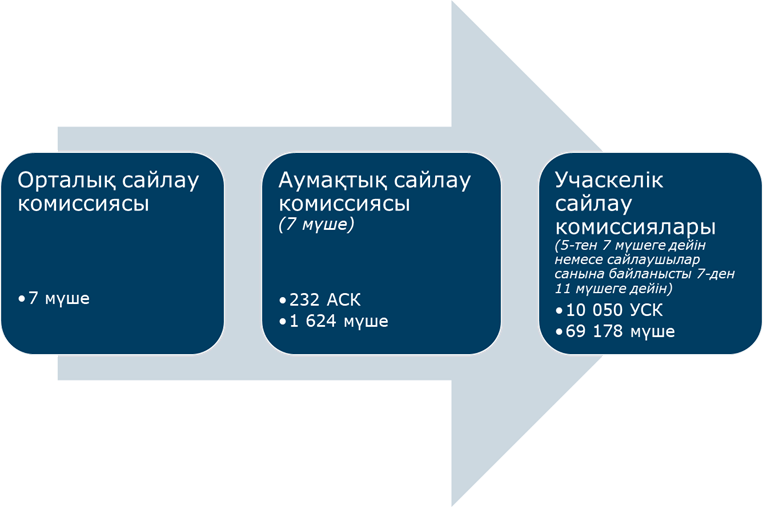 Орталық сайлау
комиссиясы
•7 мүше
Аумақтық сайлау
комиссиясы
(7 мүше)
•232 АСК
•1 624 мүше
Учаскелік
сайлау
комиссиялары
(5-тен 7 мүшеге дейін
немесе сайлаушылар
санына байланысты 7-ден
11 мүшеге дейін)
•10 050 УСК
•69 178 мүше